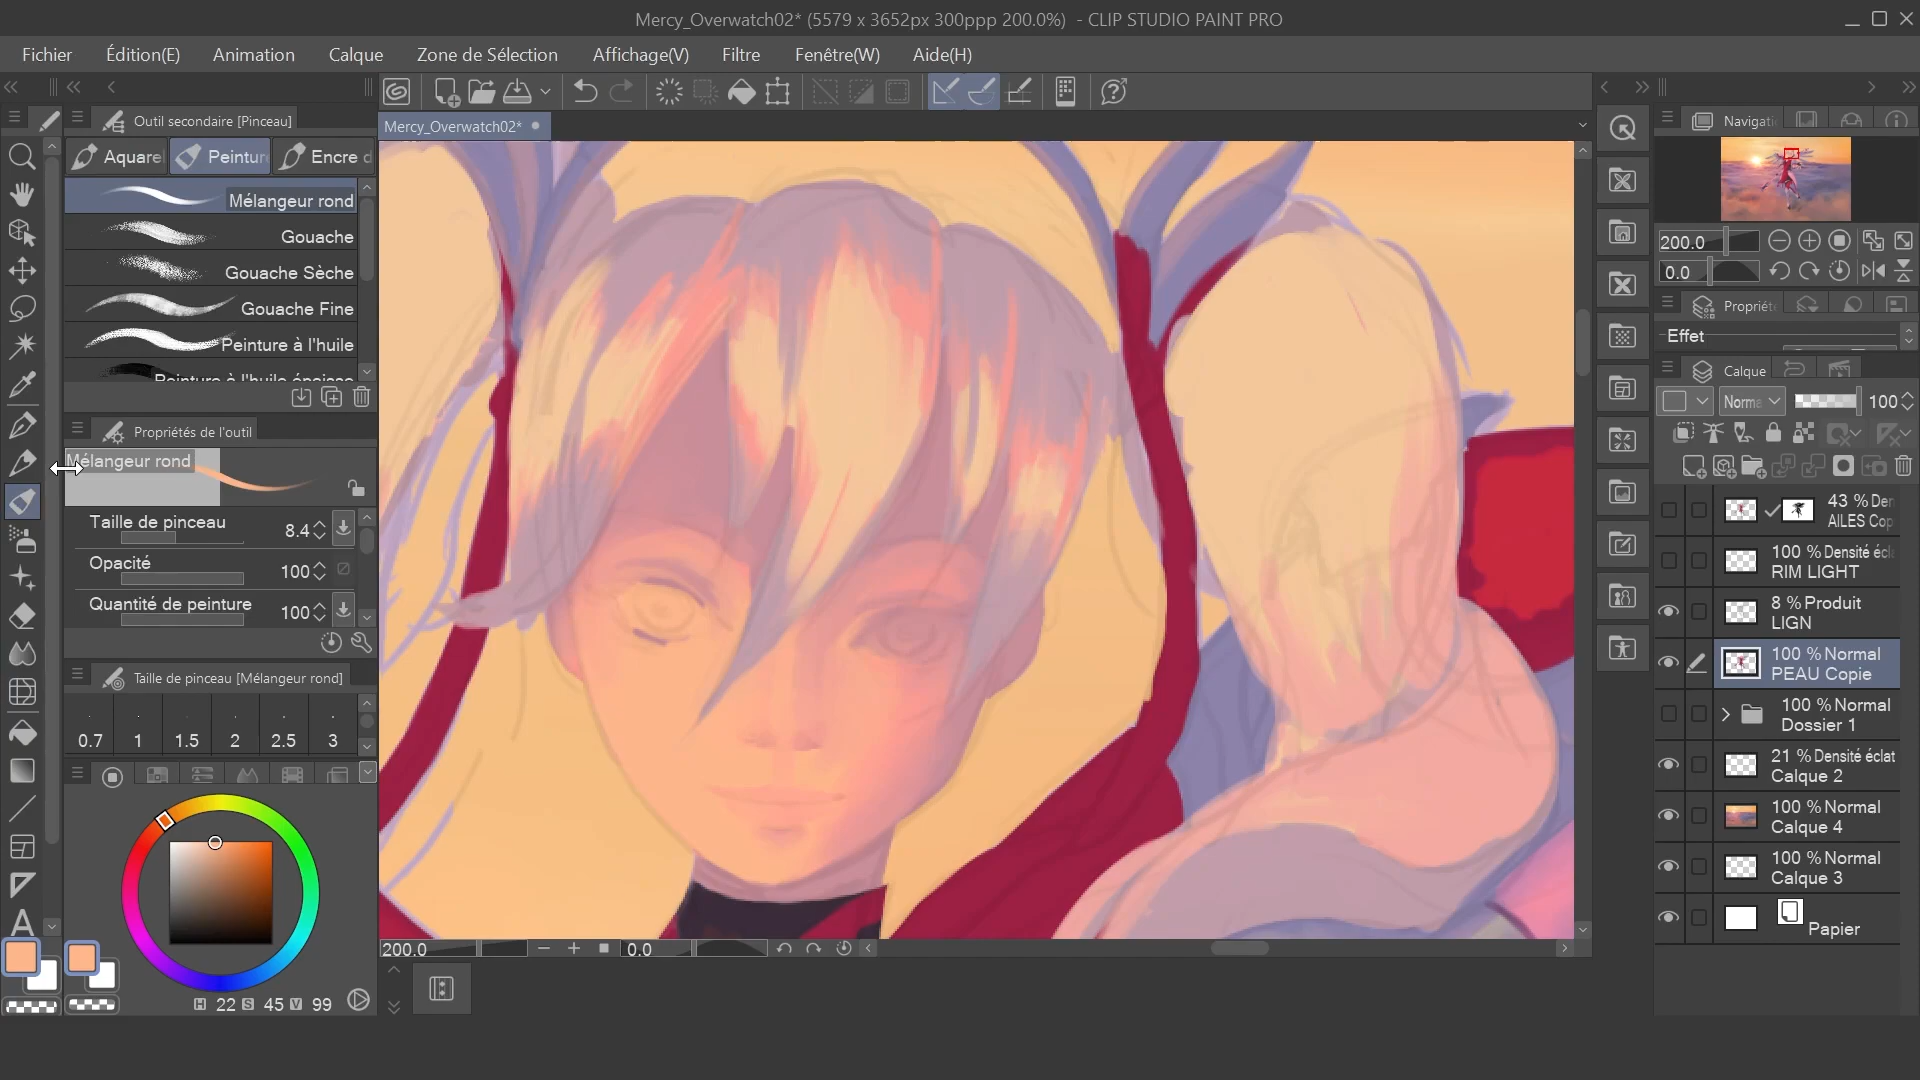 Mercy_Overwatch02* (5579 x 3652px 300ppp 200.0%) - CLIP STUDIO PAINT PRO
Fichier Édition(E) Animation Calque Zone de Sélection Affichage(V) Filtre Fenêtre(W) Aide(H)
Outil secondaire [Pinceau]
Mercy_Overwatch02*
Aquarel Peintur Encre d
Mélangeur rond
Gouache
Gouache Sèche
Gouache Fine
Peinture à l'huile
Peinture à l'huile épaisse
Propriétés de l'outil
Mélangeur rond
Taille de pinceau 8.4
Opacité 100
Quantité de peinture 100
Taille de pinceau [Mélangeur rond]
0.7 1 1.5 2 2.5 3
H 22 S 45 V 99
200.0 0.0
Navigati
200.0
0.0
Propriét
Effet
Calque
Norma 100
43 % Den
AILES Cop
100 % Densité écl
RIM LIGHT
8 % Produit
LIGN
100 % Normal
PEAU Copie
100 % Normal
Dossier 1
21 % Densité éclat
Calque 2
100 % Normal
Calque 4
100 % Normal
Calque 3
Papier